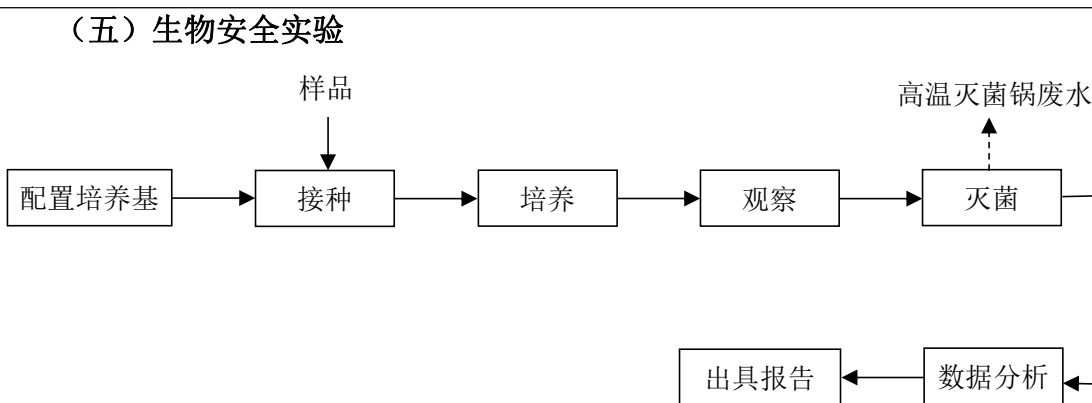 （五）生物安全实验
样品
高温灭菌锅废水
配置培养基
接种
培养
观察
灭菌
出具报告
数据分析